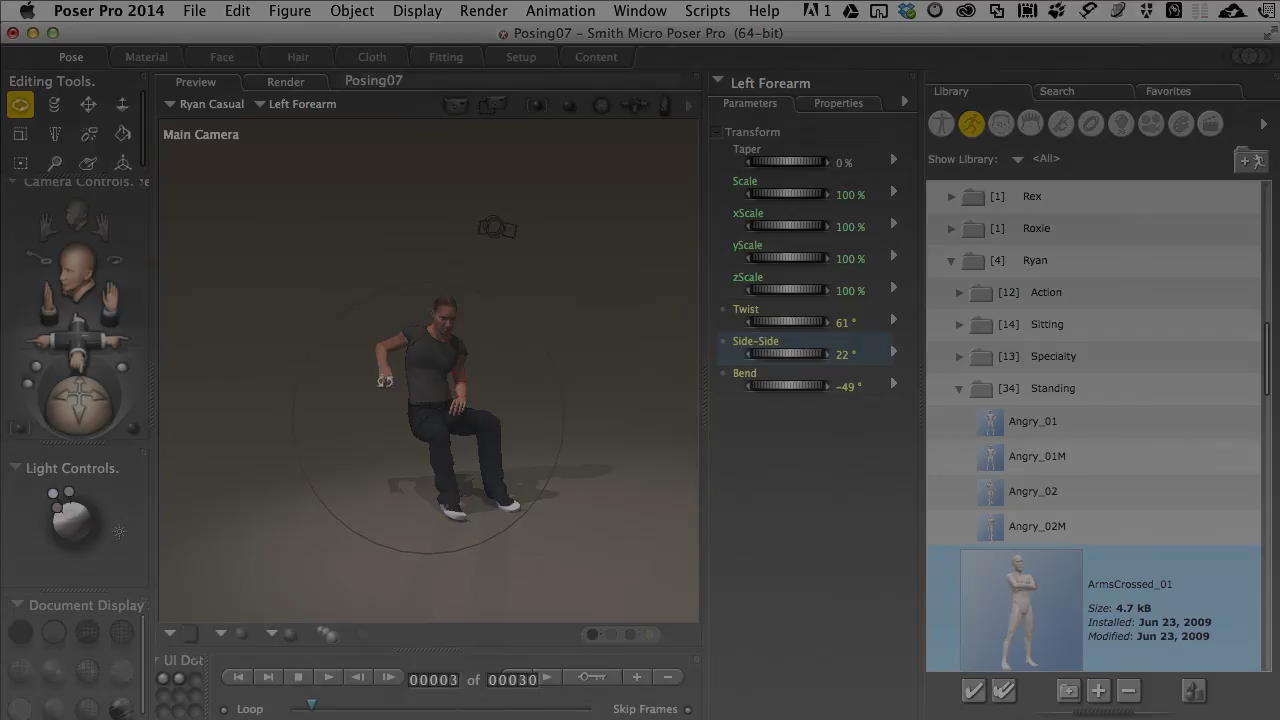 Poser Pro 2014 File Edit Figure Object Display Render Animation Window Scripts Help 1
Posing07 - Smith Micro Poser Pro (64-bit)
Pose Material Face Hair Cloth Fitting Setup Content
Editing Tools.
Preview Render Posing07
Ryan Casual Left Forearm
Main Camera
Camera Controls.
Light Controls.
Document Display
UI Dot
00003 of 00030
Loop Skip Frames
Left Forearm
Parameters Properties
Transform
Taper
0 %
Scale
100 %
xScale
100 %
yScale
100 %
zScale
100 %
Twist
61 °
Side-Side
22 °
Bend
-49 °
Library Search Favorites
Show Library: <All>
[1] Rex
[1] Roxie
[4] Ryan
[12] Action
[14] Sitting
[13] Specialty
[34] Standing
Angry_01
Angry_01M
Angry_02
Angry_02M
ArmsCrossed_01
Size: 4.7 kB
Installed: Jun 23, 2009
Modified: Jun 23, 2009